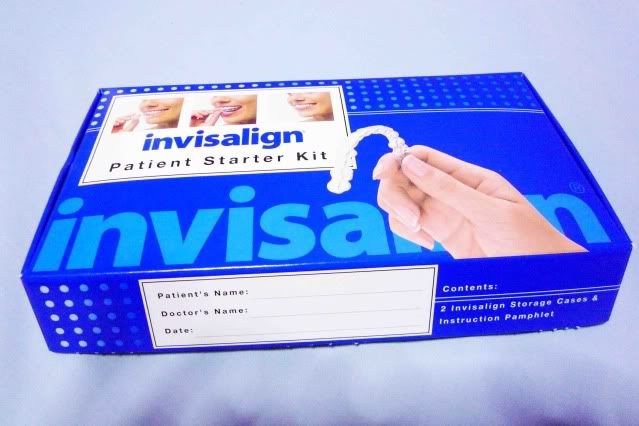 invisalign
Patient Starter Kit
invisalign®
Patient's Name:
Doctor's Name:
Date:
Contents:
2 Invisalign Storage Cases &
Instruction Pamphlet